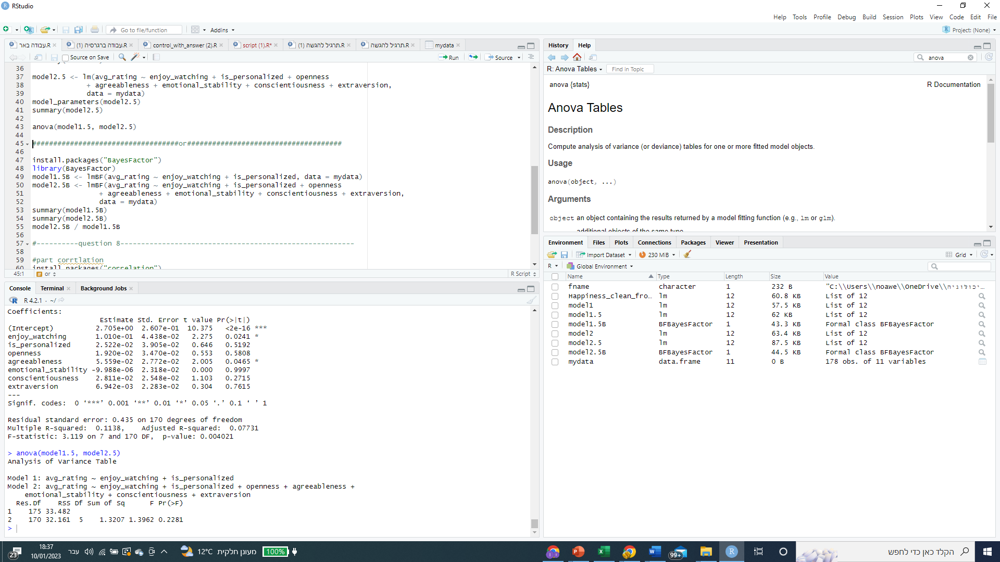 RStudio
Help Tools Profile Debug Build Session Plots View Code Edit File
Go to file/function Addins Project: (None)
עבודה באר.R
עבודה ברגרסיה (1).R
control_with_answer (2).R
script (1).R*
תרגיל להגשה (1).R
תרגיל להגשה.R
mydata
Source on Save Run Source
36
37 model2.5 <- lm(avg_rating ~ enjoy_watching + is_personalized + openness
38 + agreeableness + emotional_stability + conscientiousness + extraversion,
39 data = mydata)
40 model_parameters(model2.5)
41 summary(model2.5)
42
43 anova(model1.5, model2.5)
44
45 ###################################or#####################################
46
47 install.packages("BayesFactor")
48 library(BayesFactor)
49 model1.5B <- lmBF(avg_rating ~ enjoy_watching + is_personalized, data = mydata)
50 model2.5B <- lmBF(avg_rating ~ enjoy_watching + is_personalized + openness
51 + agreeableness + emotional_stability + conscientiousness + extraversion,
52 data = mydata)
53 summary(model1.5B)
54 summary(model2.5B)
55 model2.5B / model1.5B
56
57 #----------question 8--------------------------------------------------------
58
59 #part corrtlation
60 install.packages("correlation")
45:1 # or R Script
Console Terminal Background Jobs
R 4.2.1 · ~/
Coefficients:
Estimate Std. Error t value Pr(>|t|)
(Intercept) 2.705e+00 2.607e-01 10.375 <2e-16 ***
enjoy_watching 1.010e-01 4.438e-02 2.275 0.0241 *
is_personalized 2.522e-02 3.905e-02 0.646 0.5192
openness 1.920e-02 3.470e-02 0.553 0.5808
agreeableness 5.559e-02 2.772e-02 2.005 0.0465 *
emotional_stability -9.988e-06 2.318e-02 0.000 0.9997
conscientiousness 2.811e-02 2.548e-02 1.103 0.2715
extraversion 6.942e-03 2.283e-02 0.304 0.7615
---
Signif. codes: 0 ‘***’ 0.001 ‘**’ 0.01 ‘*’ 0.05 ‘.’ 0.1 ‘ ’ 1
Residual standard error: 0.435 on 170 degrees of freedom
Multiple R-squared: 0.1138, Adjusted R-squared: 0.07731
F-statistic: 3.119 on 7 and 170 DF, p-value: 0.004021
> anova(model1.5, model2.5)
Analysis of Variance Table
Model 1: avg_rating ~ enjoy_watching + is_personalized
Model 2: avg_rating ~ enjoy_watching + is_personalized + openness + agreeableness +
emotional_stability + conscientiousness + extraversion
Res.Df RSS Df Sum of Sq F Pr(>F)
1 175 33.482
2 170 32.161 5 1.3207 1.3962 0.2281
>
History Help
anova
R: Anova Tables Find in Topic
anova {stats} R Documentation
Anova Tables
Description
Compute analysis of variance (or deviance) tables for one or more fitted model objects.
Usage
anova(object, ...)
Arguments
object an object containing the results returned by a model fitting function (e.g., lm or glm).
additional objects of the same type.
Environment Files Plots Connections Packages Viewer Presentation
Import Dataset 230 MiB Grid
R Global Environment
Name Type Length Size Value
fname character 1 232 B "C:\\Users\\noawe\\OneDrive\\יכולוגיה…
Happiness_clean_fro… lm 12 60.8 KB List of 12
model1 lm 12 57.5 KB List of 12
model1.5 lm 12 62 KB List of 12
model1.5B BFBayesFactor 1 43.3 KB Formal class BFBayesFactor
model2 lm 12 63.4 KB List of 12
model2.5 lm 12 87.5 KB List of 12
model2.5B BFBayesFactor 1 44.5 KB Formal class BFBayesFactor
mydata data.frame 11 0 B 178 obs. of 11 variables
23
18:37
10/01/2023
עבר
12°C מעונן חלקית
100%
99+
הקלד כאן כדי לחפש